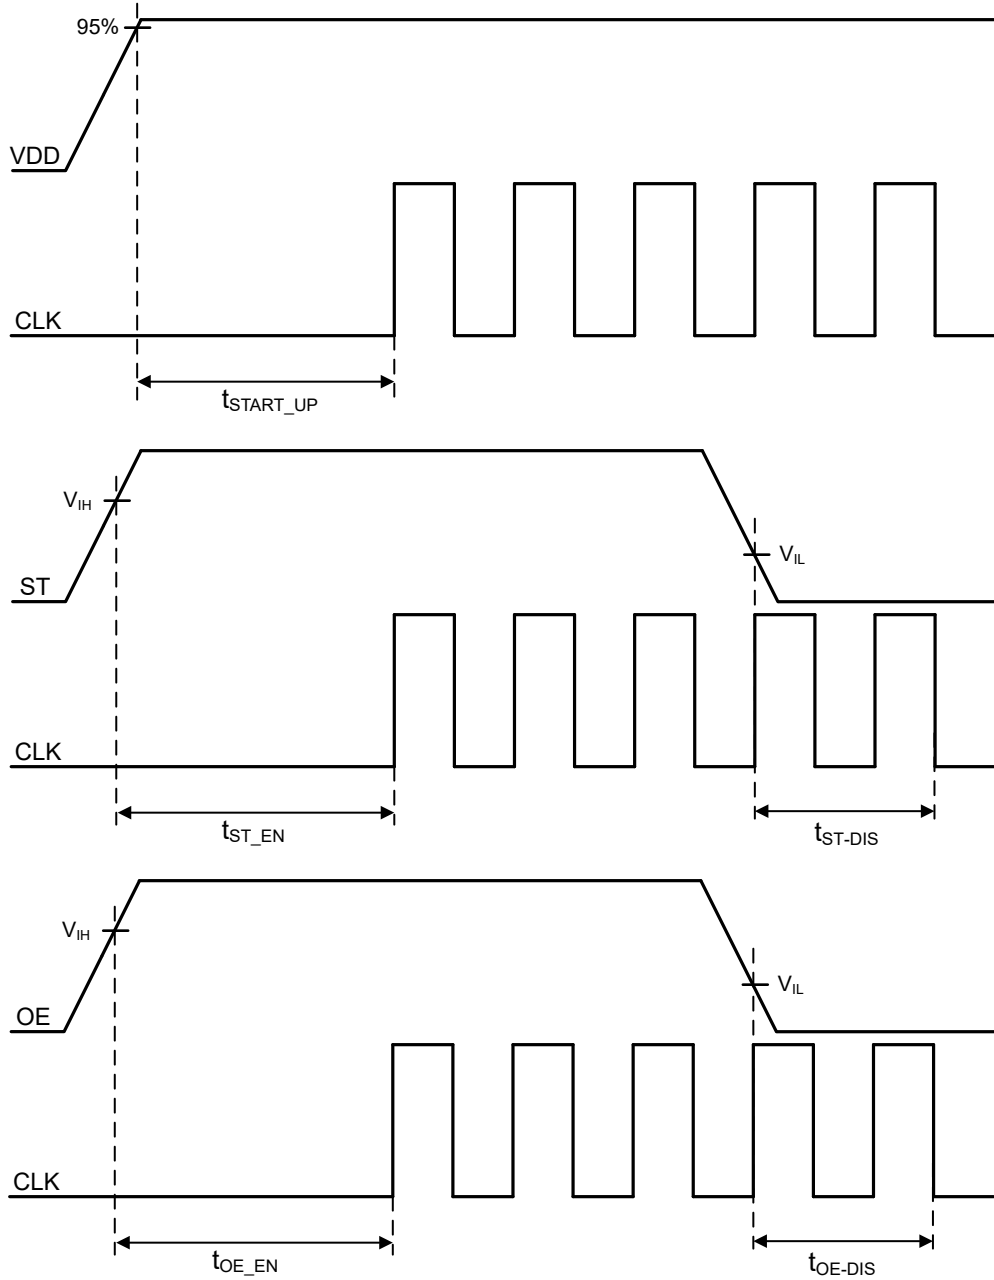 95%
VDD
CLK
tSTART_UP
VIH
VIL
ST
CLK
tST_EN
tST-DIS
VIH
VIL
OE
CLK
tOE_EN
tOE-DIS